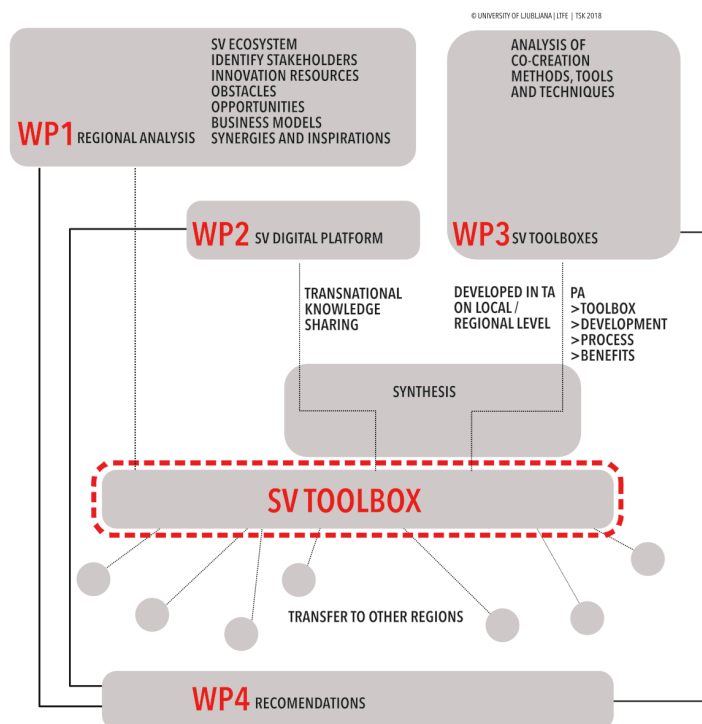 © UNIVERSITY OF LJUBLJANA | LTFE | TSK 2018
SV ECOSYSTEM
IDENTIFY STAKEHOLDERS
INNOVATION RESOURCES
OBSTACLES
OPPORTUNITIES
BUSINESS MODELS
WP1 REGIONAL ANALYSIS SYNERGIES AND INSPIRATIONS
ANALYSIS OF
CO-CREATION
METHODS, TOOLS
AND TECHNIQUES
WP2 SV DIGITAL PLATFORM
WP3 SV TOOLBOXES
TRANSNATIONAL
KNOWLEDGE
SHARING
DEVELOPED IN TA
ON LOCAL /
REGIONAL LEVEL
PA
>TOOLBOX
>DEVELOPMENT
>PROCESS
>BENEFITS
SYNTHESIS
SV TOOLBOX
TRANSFER TO OTHER REGIONS
WP4 RECOMENDATIONS